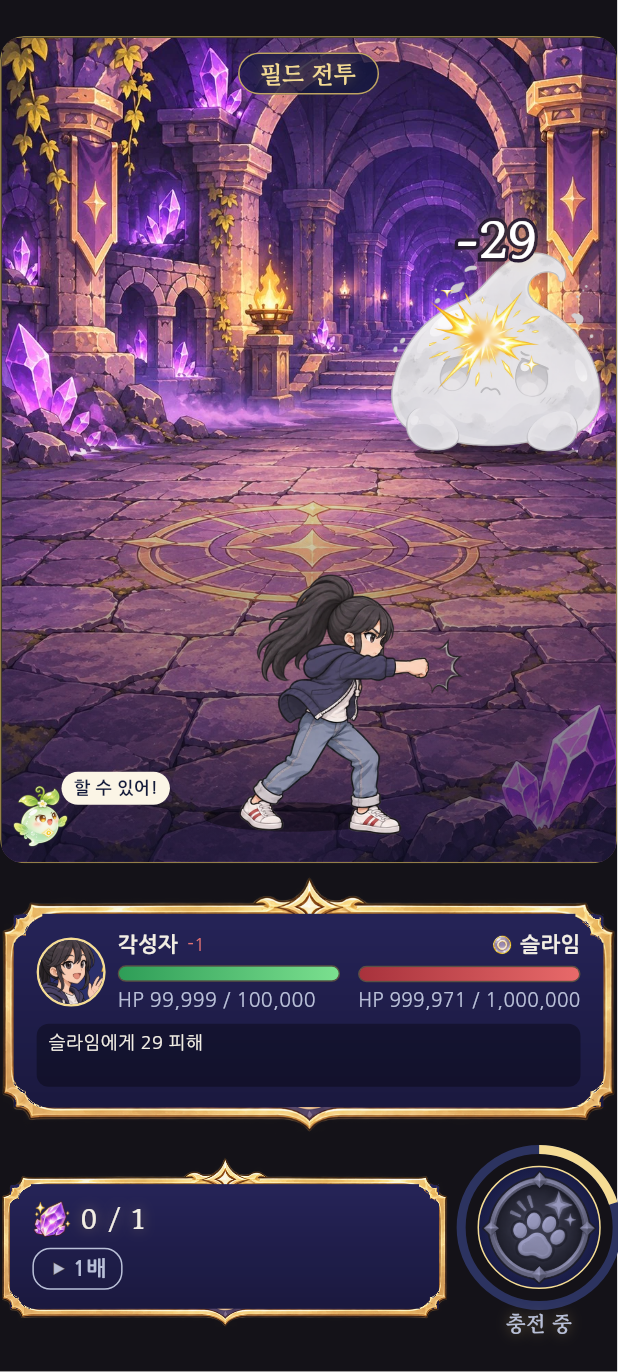 필드 전투
-29
할 수 있어!
각성자 -1
슬라임
HP 99,999 / 100,000
HP 999,971 / 1,000,000
슬라임에게 29 피해
0 / 1
▶ 1배
충전 중